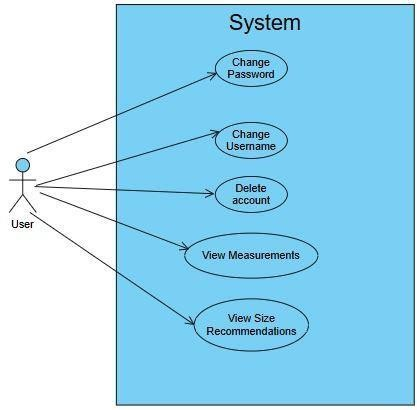 System
Change
Password
Change
Username
Delete
account
User
View Measurements
View Size
Recommendations